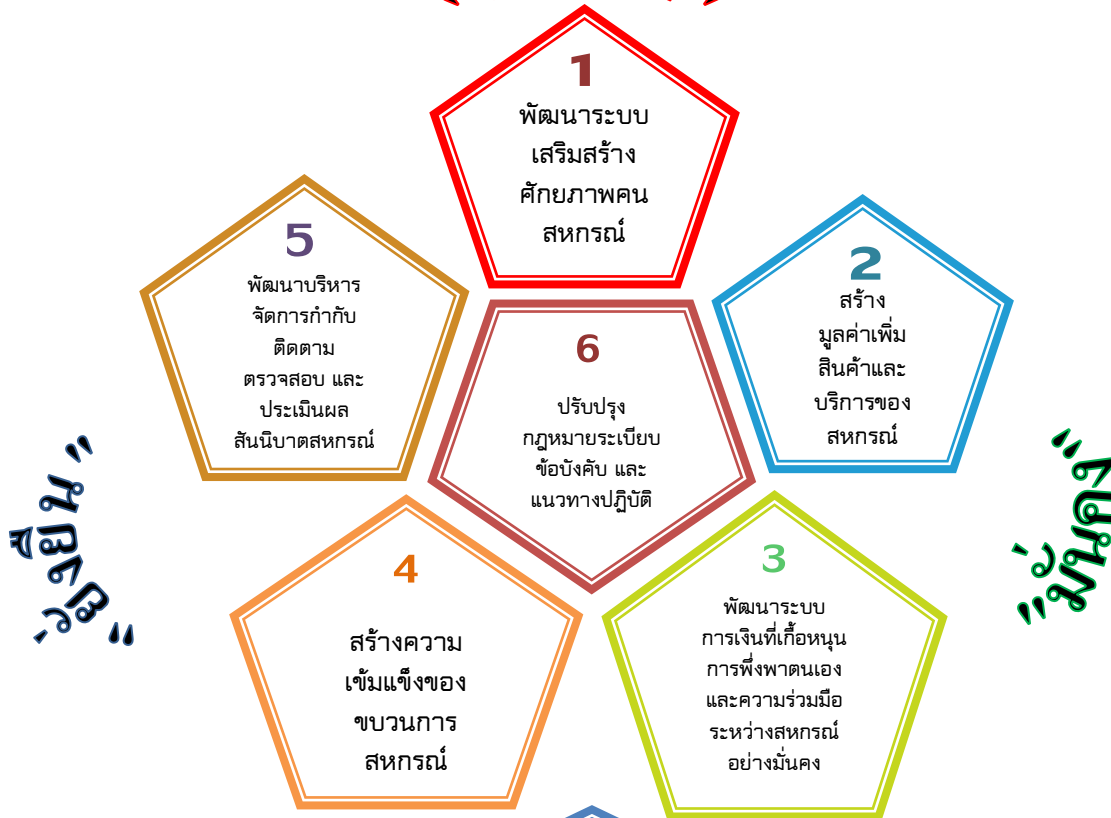 1
พัฒนาระบบ
เสริมสร้าง
ศักยภาพคน
สหกรณ์
2
สร้าง
มูลค่าเพิ่ม
สินค้าและ
บริการของ
สหกรณ์
3
พัฒนาระบบ
การเงินที่เกื้อหนุน
การพึ่งพาตนเอง
และความร่วมมือ
ระหว่างสหกรณ์
อย่างมั่นคง
4
สร้างความ
เข้มแข็งของ
ขบวนการ
สหกรณ์
5
พัฒนาบริหาร
จัดการกำกับ
ติดตาม
ตรวจสอบ และ
ประเมินผล
สันนิบาตสหกรณ์
6
ปรับปรุง
กฎหมายระเบียบ
ข้อบังคับ และ
แนวทางปฏิบัติ
"มั่นคง"
"ยั่งยืน"